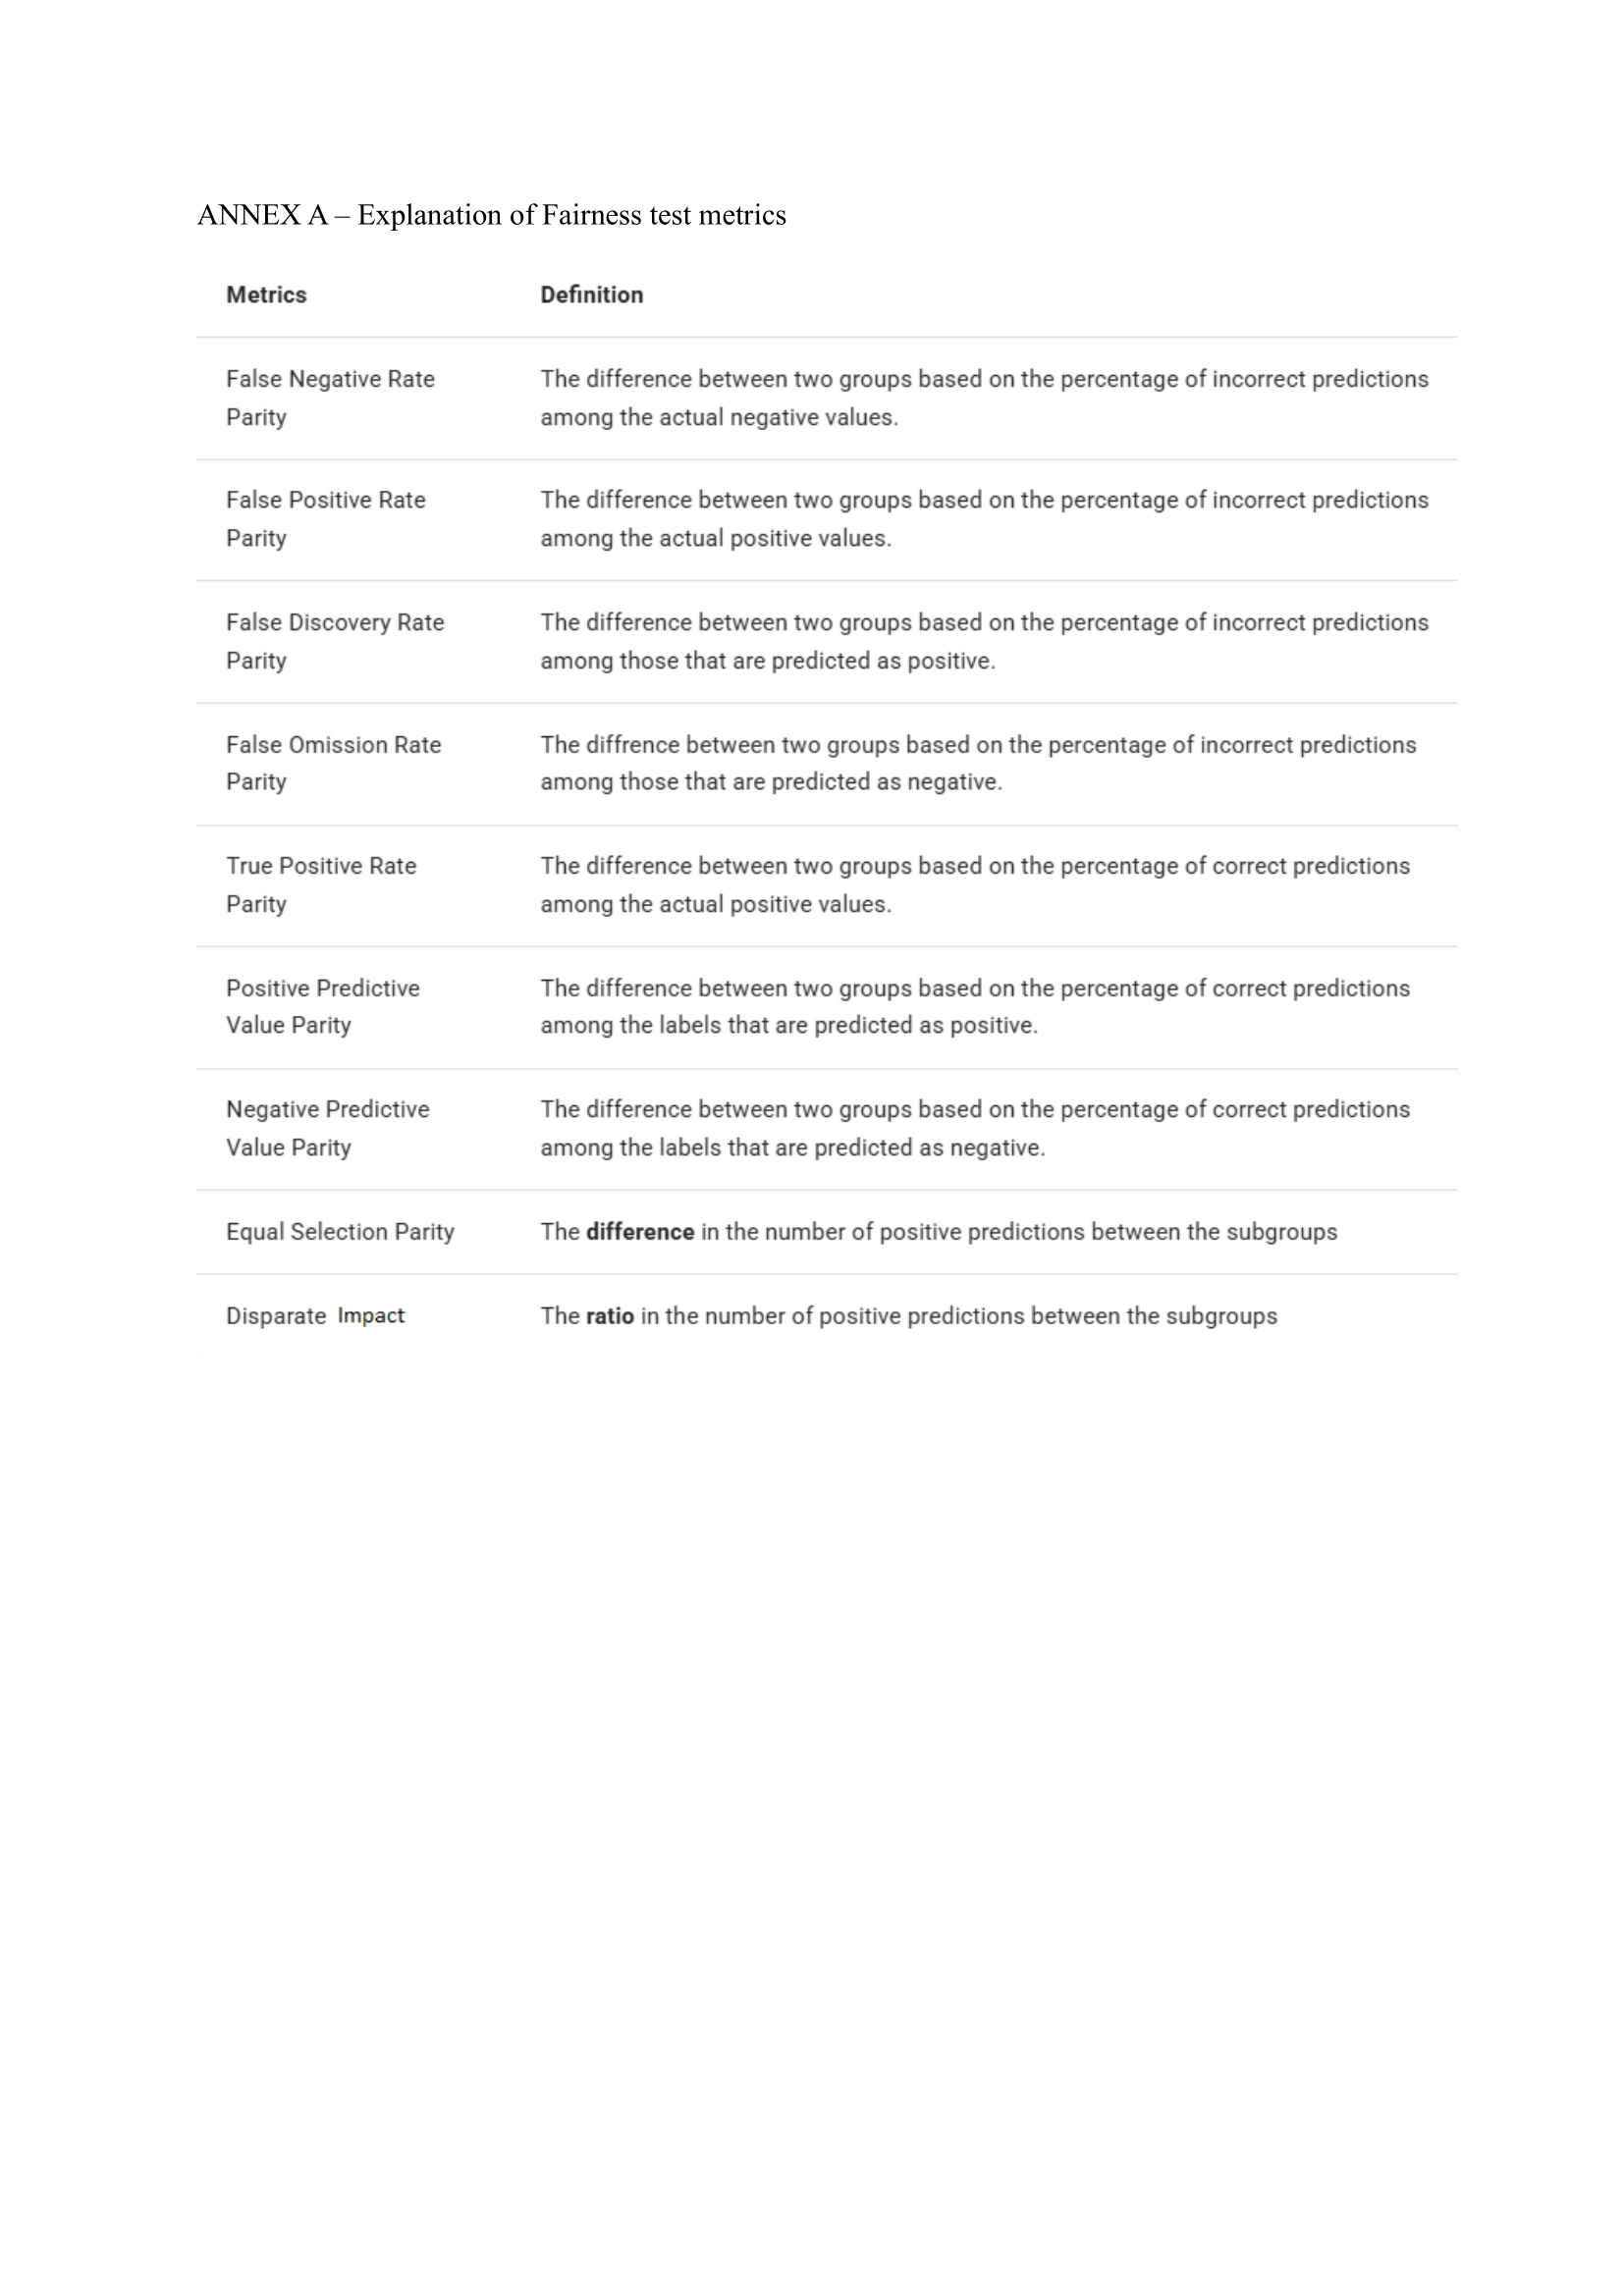 ANNEX A – Explanation of Fairness test metrics
Metrics Definition
False Negative Rate The difference between two groups based on the percentage of incorrect predictions
Parity among the actual negative values.
False Positive Rate The difference between two groups based on the percentage of incorrect predictions
Parity among the actual positive values.
False Discovery Rate The difference between two groups based on the percentage of incorrect predictions
Parity among those that are predicted as positive.
False Omission Rate The diffrence between two groups based on the percentage of incorrect predictions
Parity among those that are predicted as negative.
True Positive Rate The difference between two groups based on the percentage of correct predictions
Parity among the actual positive values.
Positive Predictive The difference between two groups based on the percentage of correct predictions
Value Parity among the labels that are predicted as positive.
Negative Predictive The difference between two groups based on the percentage of correct predictions
Value Parity among the labels that are predicted as negative.
Equal Selection Parity The difference in the number of positive predictions between the subgroups
Disparate Impact The ratio in the number of positive predictions between the subgroups